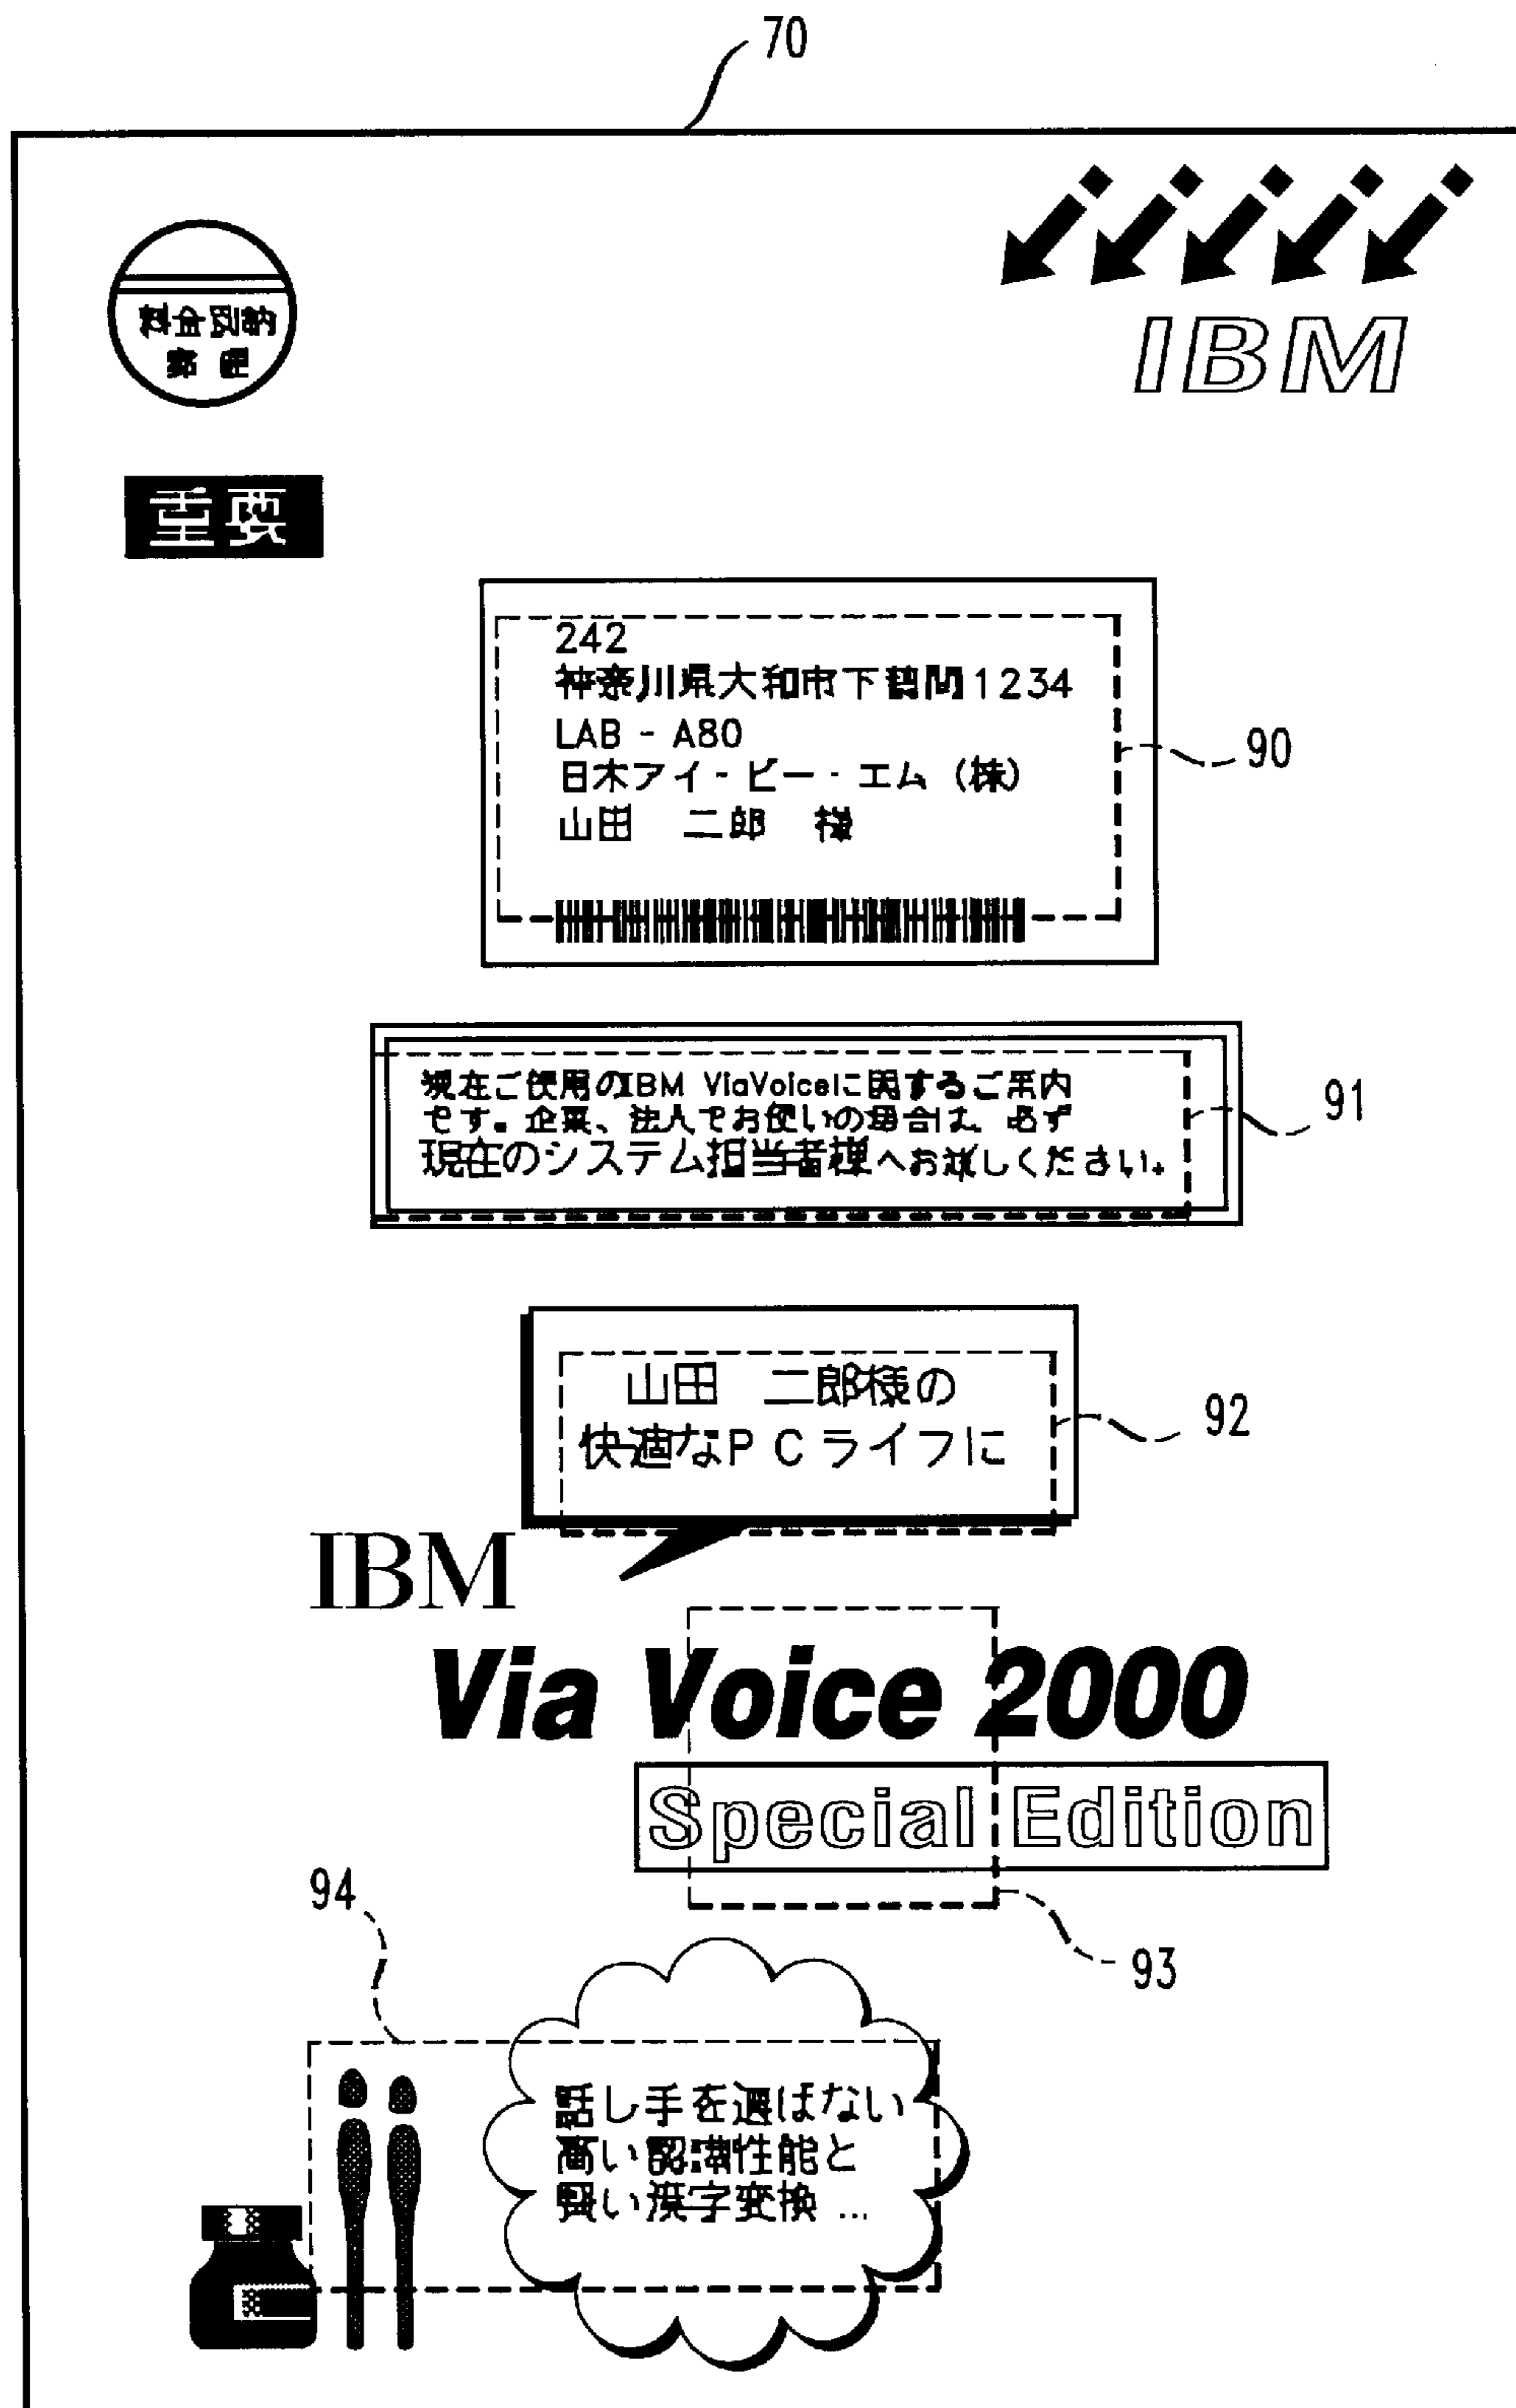 70
IBM
料金別納
郵便
重要
242
神奈川県大和市下鶴間1234
LAB - A80
日本アイ・ビー・エム (株)
山田 二郎 様
90
現在ご使用のIBM ViaVoiceに関するご案内
です。企業、法人でお使いの場合は、必ず
現在のシステム担当者様へお渡しください。
91
山田 二郎様の
快適なPCライフに
92
IBM
Via Voice 2000
Special Edition
93
94
話し手を選ばない
高い認識性能と
賢い漢字変換 ...